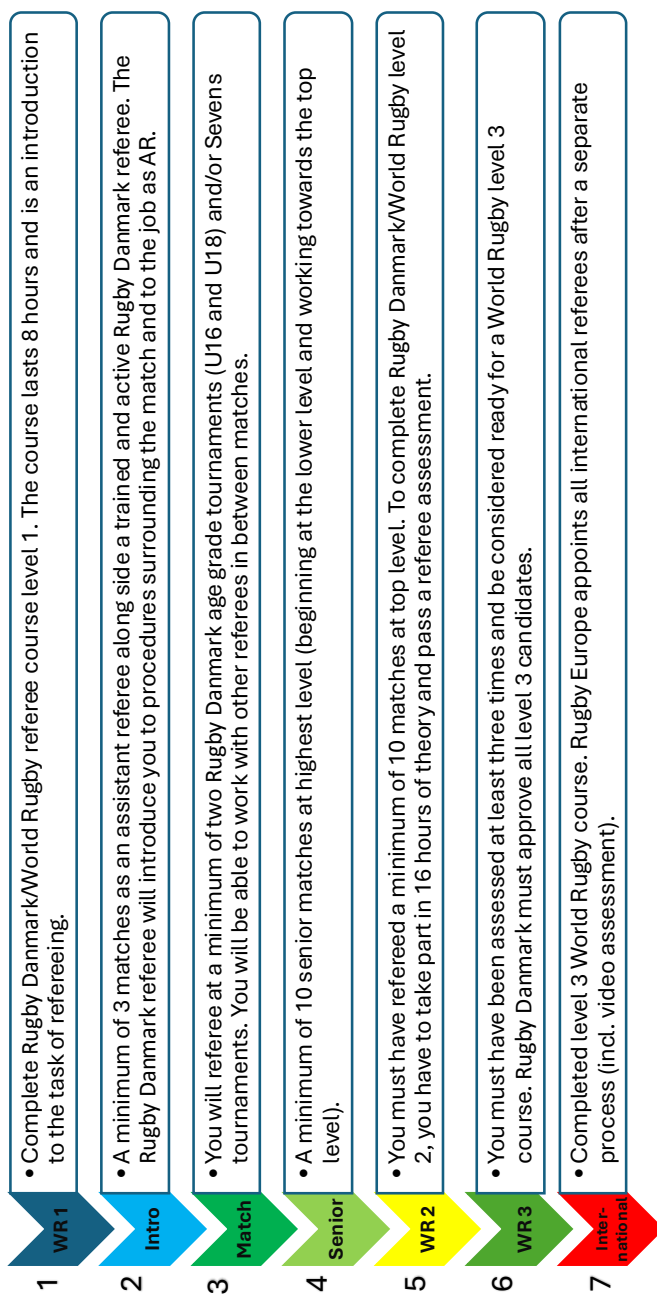 1
WR1
• Complete Rugby Danmark/World Rugby referee course level 1. The course lasts 8 hours and is an introduction
to the task of refereeing.
2
Intro
• A minimum of 3 matches as an assistant referee along side a trained and active Rugby Danmark referee. The
Rugby Danmark referee will introduce you to procedures surrounding the match and to the job as AR.
3
Match
• You will referee at a minimum of two Rugby Danmark age grade tournaments (U16 and U18) and/or Sevens
tournaments. You will be able to work with other referees in between matches.
4
Senior
• A minimum of 10 senior matches at highest level (beginning at the lower level and working towards the top
level).
5
WR2
• You must have refereed a minimum of 10 matches at top level. To complete Rugby Danmark/World Rugby level
2, you have to take part in 16 hours of theory and pass a referee assessment.
6
WR3
• You must have been assessed at least three times and be considered ready for a World Rugby level 3
course. Rugby Danmark must approve all level 3 candidates.
7
Inter-
national
• Completed level 3 World Rugby course. Rugby Europe appoints all international referees after a separate
process (incl. video assessment).